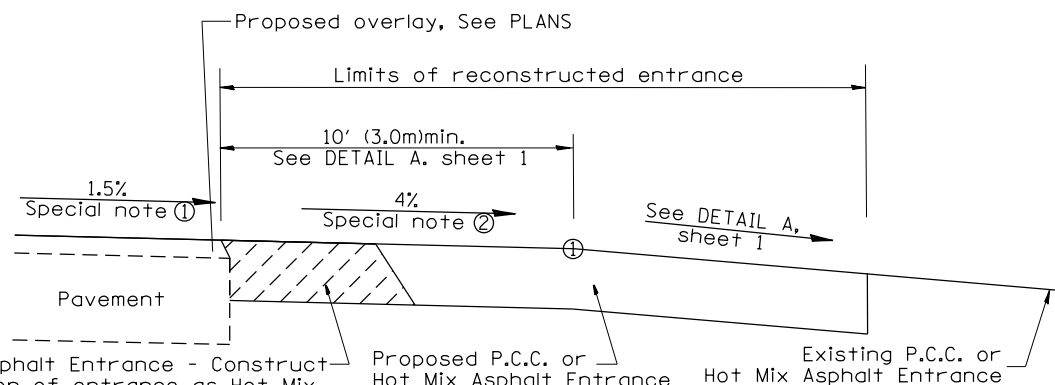 Proposed overlay, See PLANS
Limits of reconstructed entrance
10' (3.0m)min.
See DETAIL A. sheet 1
1.5%
Special note ①
4%
Special note ②
See DETAIL A,
sheet 1
①
Pavement
sphalt Entrance - Construct
on of entrance as Hot Mix
Proposed P.C.C. or
Hot Mix Asphalt Entrance
Existing P.C.C. or
Hot Mix Asphalt Entrance